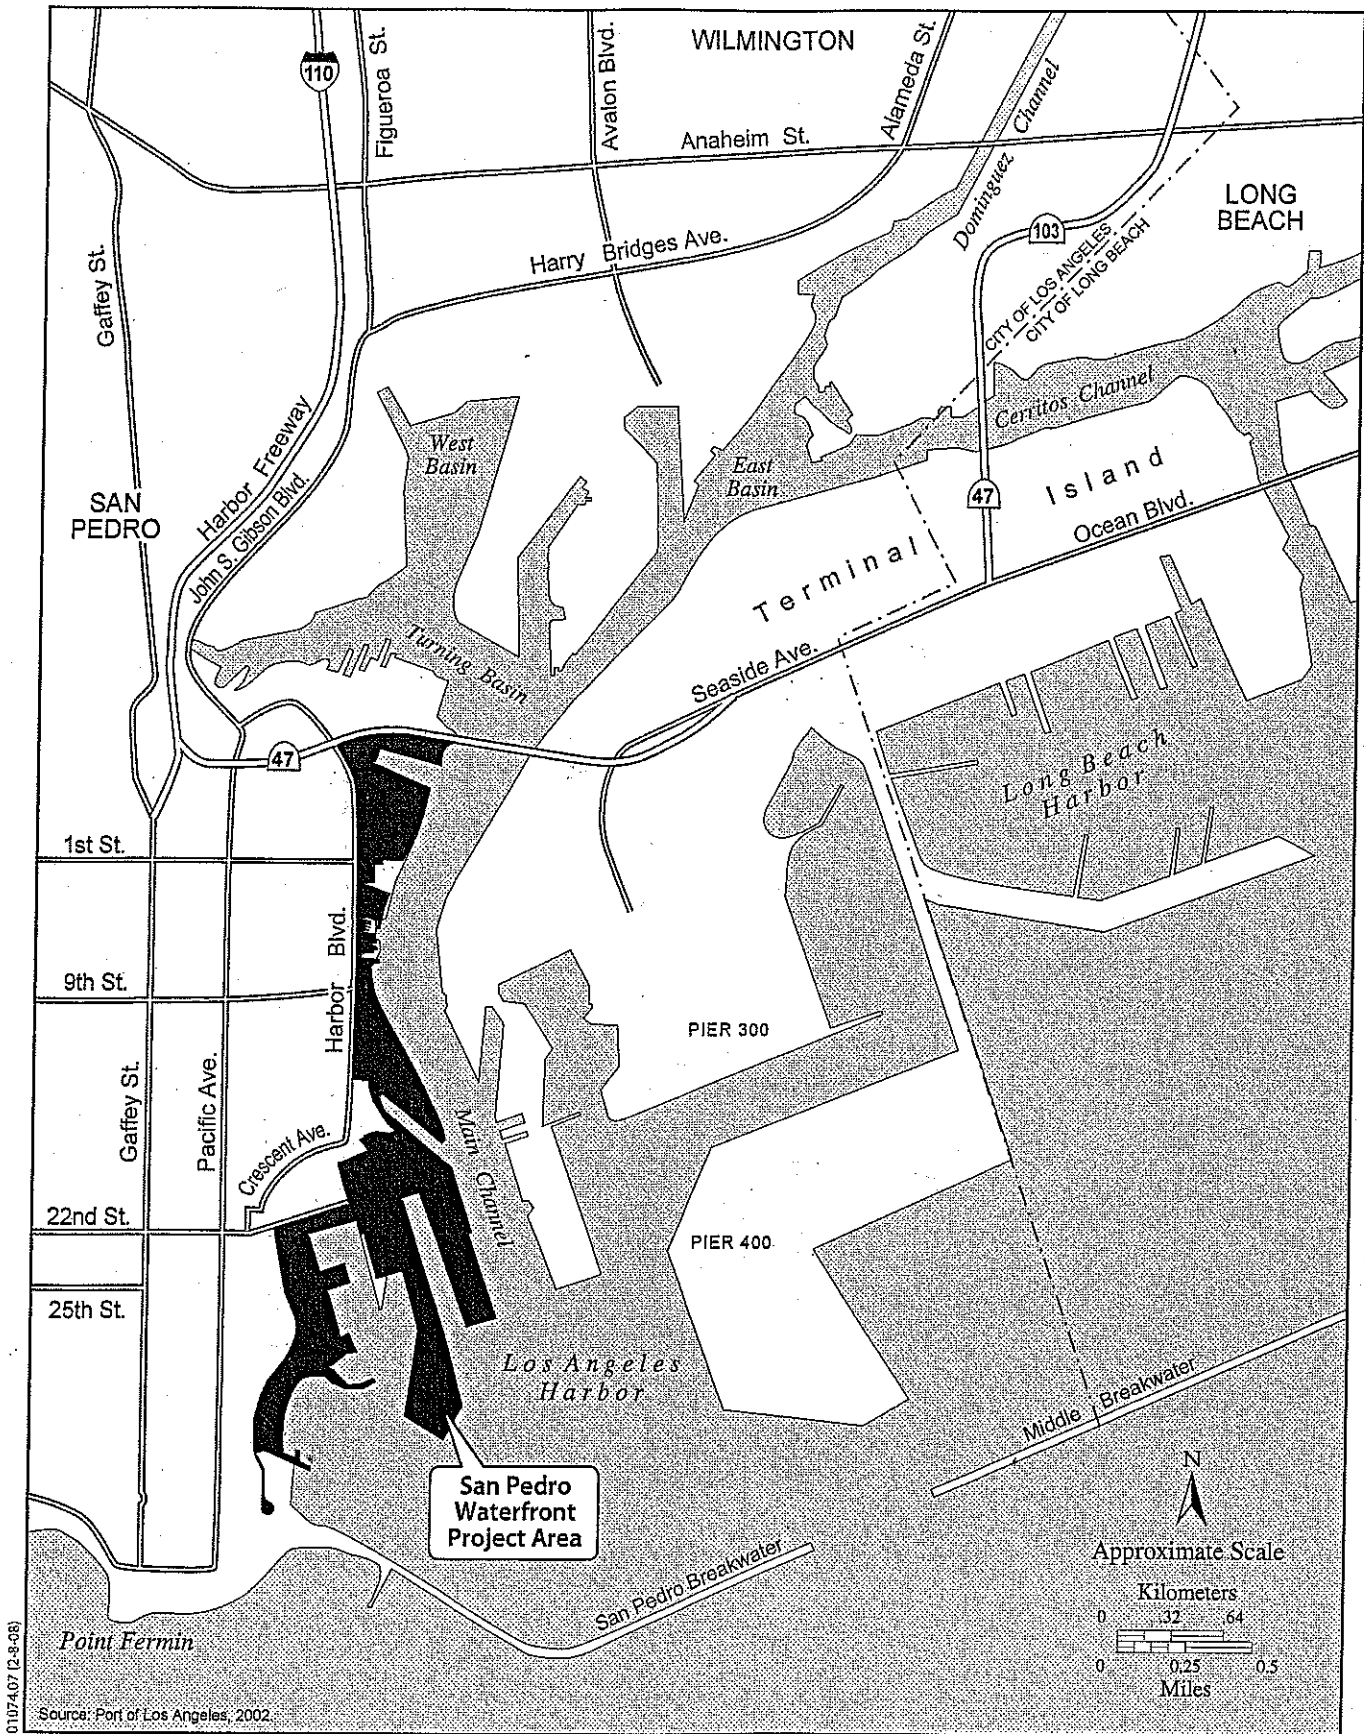 WILMINGTON
110
Figueroa St.
Avalon Blvd.
Alameda St.
Dominguez Channel
Anaheim St.
LONG
BEACH
103
Gaffey St.
Harry Bridges Ave.
CITY OF LOS ANGELES
CITY OF LONG BEACH
Cerritos Channel
West
Basin
East
Basin
Harbor Freeway
John S. Gibson Blvd.
SAN
PEDRO
47
Terminal Island
Ocean Blvd.
Turning Basin
Seaside Ave.
47
Long Beach
Harbor
1st St.
Harbor Blvd.
9th St.
PIER 300
Gaffey St.
Pacific Ave.
Crescent Ave.
Main Channel
22nd St.
PIER 400
25th St.
Los Angeles
Harbor
Middle Breakwater
San Pedro
Waterfront
Project Area
N
Approximate Scale
Kilometers
0 .32 .64
0 0.25 0.5
Miles
San Pedro Breakwater
Point Fermin
Source: Port of Los Angeles, 2002.
01074.07 (2-8-08)